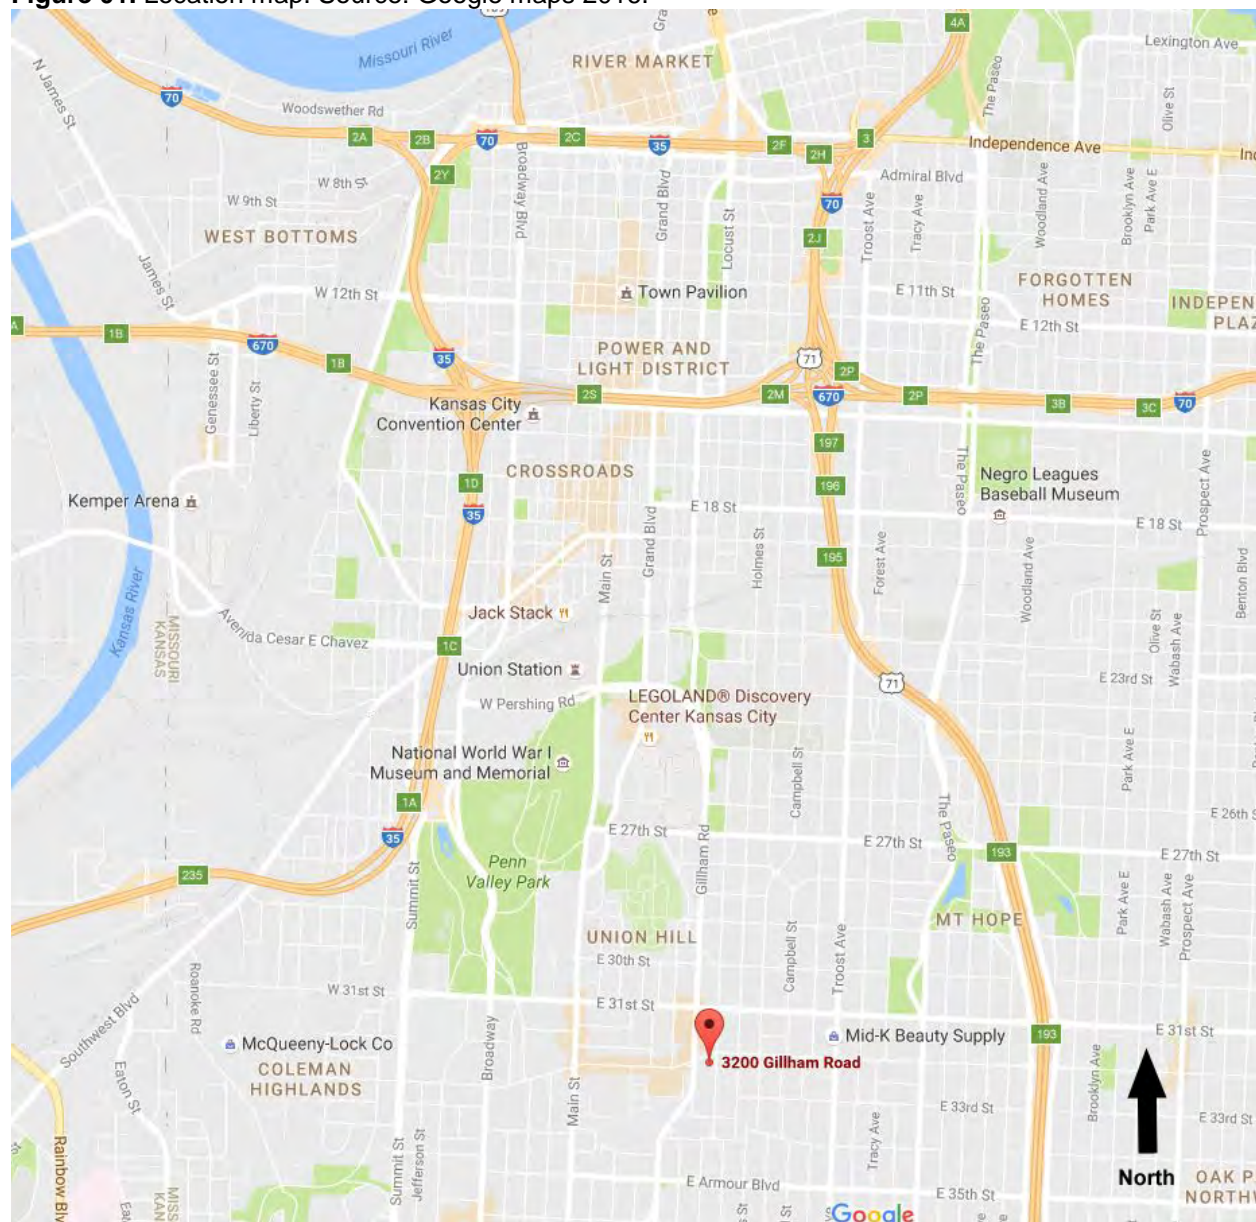 Figure 01. Location map. Source: Google maps 2016.
4A
Missouri River
RIVER MARKET
Lexington Ave
N James St
70
Woodswether Rd
The Paseo
Olive St
2A
2B
70
2C
35
2F
2H
3
Independence Ave
Broadway Blvd
Grand Blvd
2Y
W 8th St
Admiral Blvd
W 9th St
70
Locust St
Troost Ave
Tracy Ave
Woodland Ave
Brooklyn Ave
Park Ave E
WEST BOTTOMS
2J
James St
W 12th St
Town Pavilion
E 11th St
FORGOTTEN
HOMES
E 12th St
The Paseo
1B
670
1B
35
POWER AND
LIGHT DISTRICT
71
2P
Genessee St
Liberty St
2S
2M
670
2P
3B
3C
70
Kansas City
Convention Center
197
CROSSROADS
1D
196
The Paseo
Negro Leagues
Baseball Museum
Prospect Ave
Kemper Arena
35
E 18 St
E 18 St
Grand Blvd
Main St
Holmes St
195
Forest Ave
Woodland Ave
Benton Blvd
Kansas River
MISSOURI
KANSAS
Avenida Cesar E Chavez
Jack Stack
1C
Olive St
Wabash Ave
Union Station
71
E 23rd St
W Pershing Rd
LEGOLAND® Discovery
Center Kansas City
National World War I
Museum and Memorial
Campbell St
Park Ave E
1A
The Paseo
E 26th S
35
E 27th St
Gillham Rd
E 27th St
193
E 27th St
235
Penn
Valley Park
Summit St
Park Ave E
Wabash Ave
Prospect Ave
MT HOPE
UNION HILL
Campbell St
Troost Ave
E 30th St
Roanoke Rd
W 31st St
E 31st St
E 31st St
Southwest Blvd
McQueeny-Lock Co
COLEMAN
HIGHLANDS
Broadway
Mid-K Beauty Supply
193
3200 Gillham Road
Eaton St
Main St
Brooklyn Ave
E 33rd St
E 33rd St
Rainbow Blv
Summit St
Jefferson St
Tracy Ave
North
E Armour Blvd
E 35th St
Google